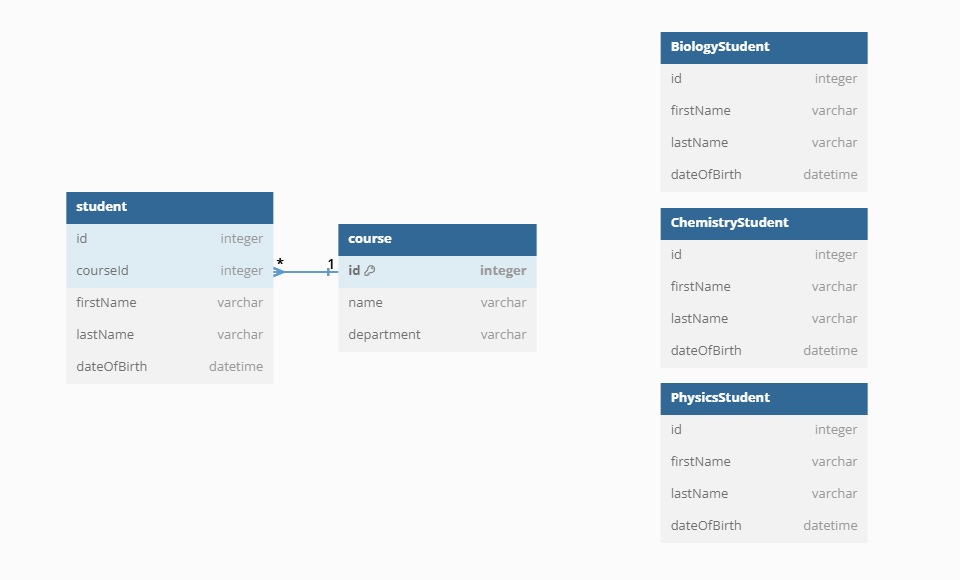 student
id integer
courseId integer
firstName varchar
lastName varchar
dateOfBirth datetime
* 1
course
id integer
name varchar
department varchar
BiologyStudent
id integer
firstName varchar
lastName varchar
dateOfBirth datetime
ChemistryStudent
id integer
firstName varchar
lastName varchar
dateOfBirth datetime
PhysicsStudent
id integer
firstName varchar
lastName varchar
dateOfBirth datetime